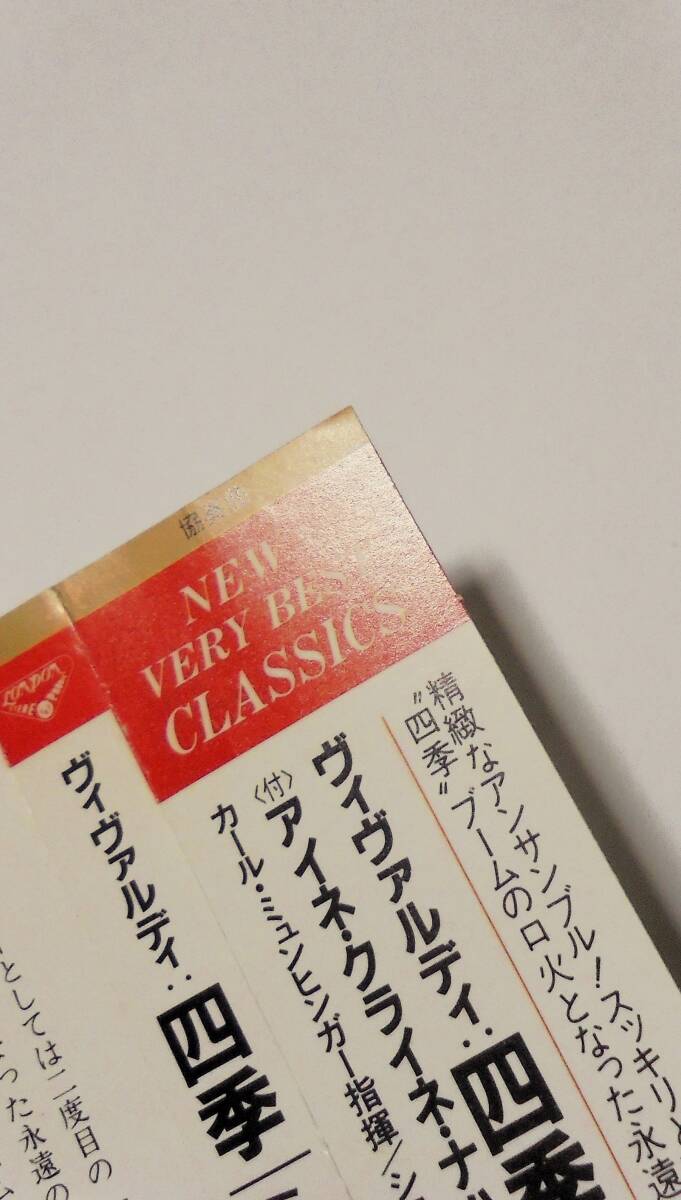 協会
NEW
VERY BEST
CLASSICS
LONDON
精緻なアンサンブル！スッキリと
“四季”ブームの口火となった永遠
ヴィヴァルディ：四季
〈付〉アイネ・クライネ・ナ
カール・ミュンヒンガー指揮／シ
ヴィヴァルディ：四季
としては二度目の
った永遠の